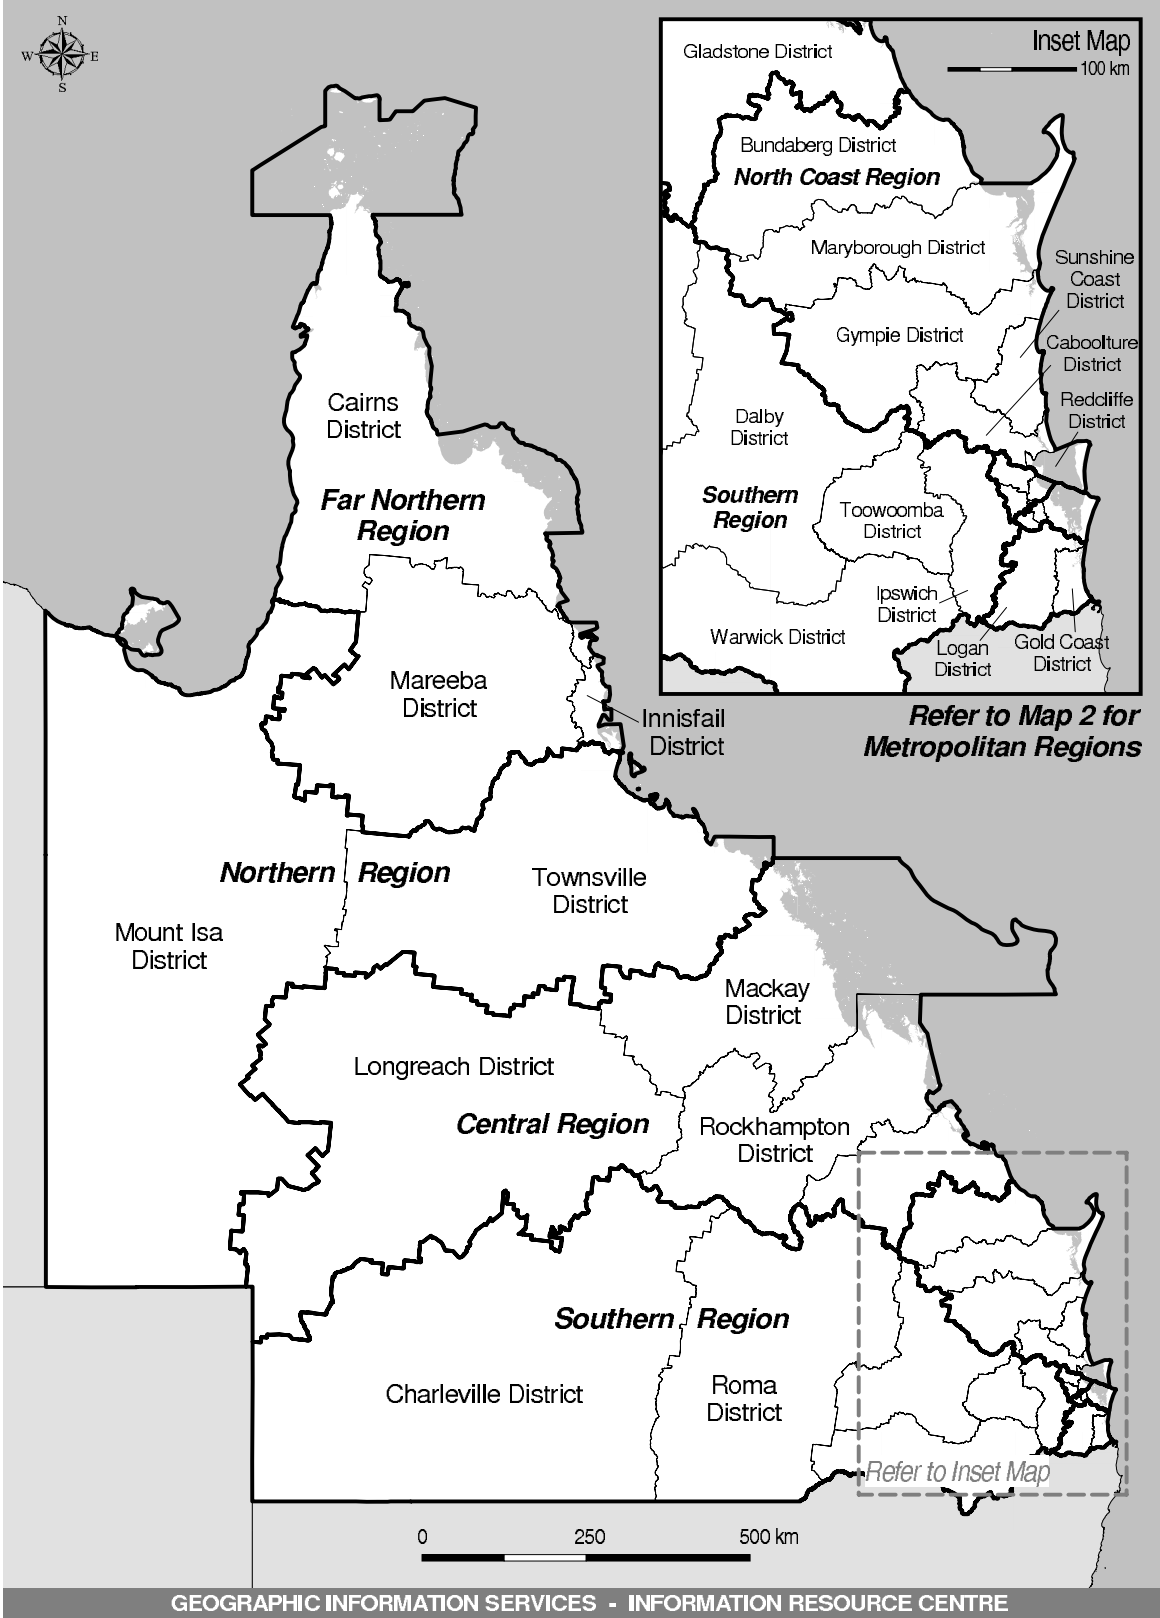 N
W E
S
Inset Map
100 km
Gladstone District
Bundaberg District
North Coast Region
Maryborough District
Sunshine
Coast
District
Gympie District
Caboolture
District
Redcliffe
District
Dalby
District
Southern
Region
Toowoomba
District
Ipswich
District
Warwick District
Logan
District
Gold Coast
District
Refer to Map 2 for
Metropolitan Regions
Cairns
District
Far Northern
Region
Mareeba
District
Innisfail
District
Northern Region
Townsville
District
Mount Isa
District
Mackay
District
Longreach District
Central Region
Rockhampton
District
Southern Region
Charleville District
Roma
District
Refer to Inset Map
0 250 500 km
GEOGRAPHIC INFORMATION SERVICES - INFORMATION RESOURCE CENTRE